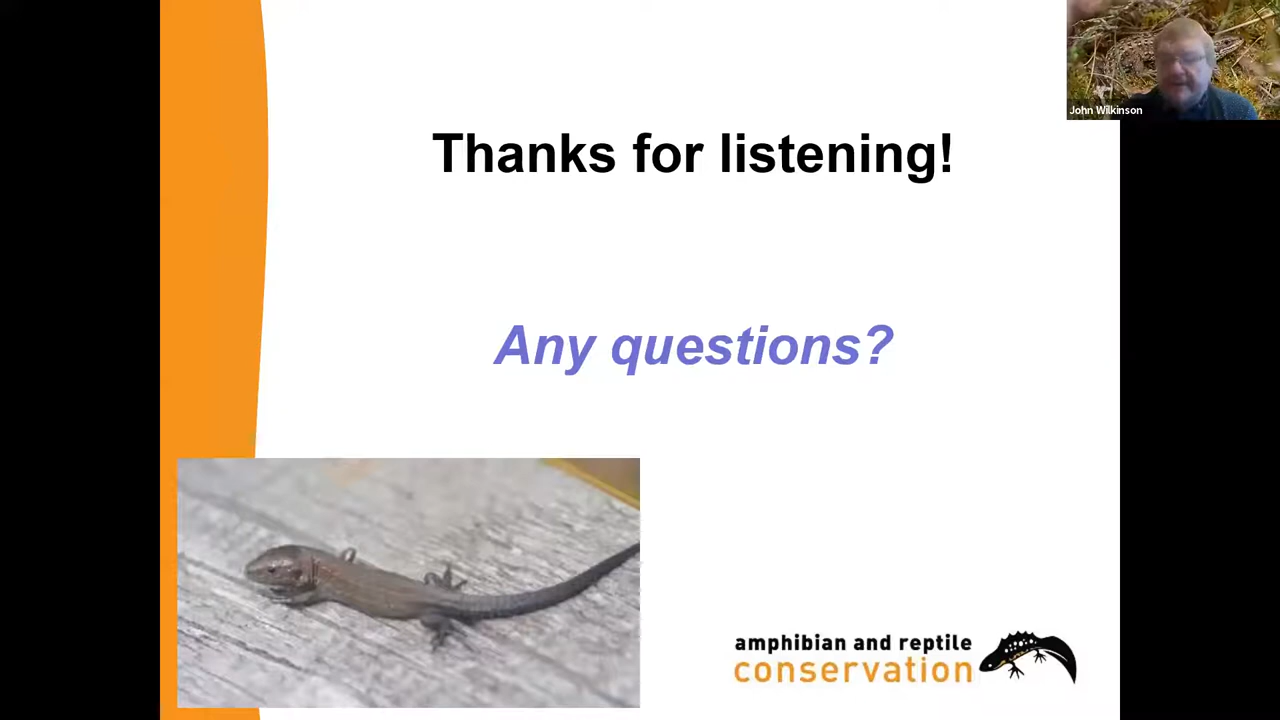 John Wilkinson
Thanks for listening!
Any questions?
amphibian and reptile
conservation